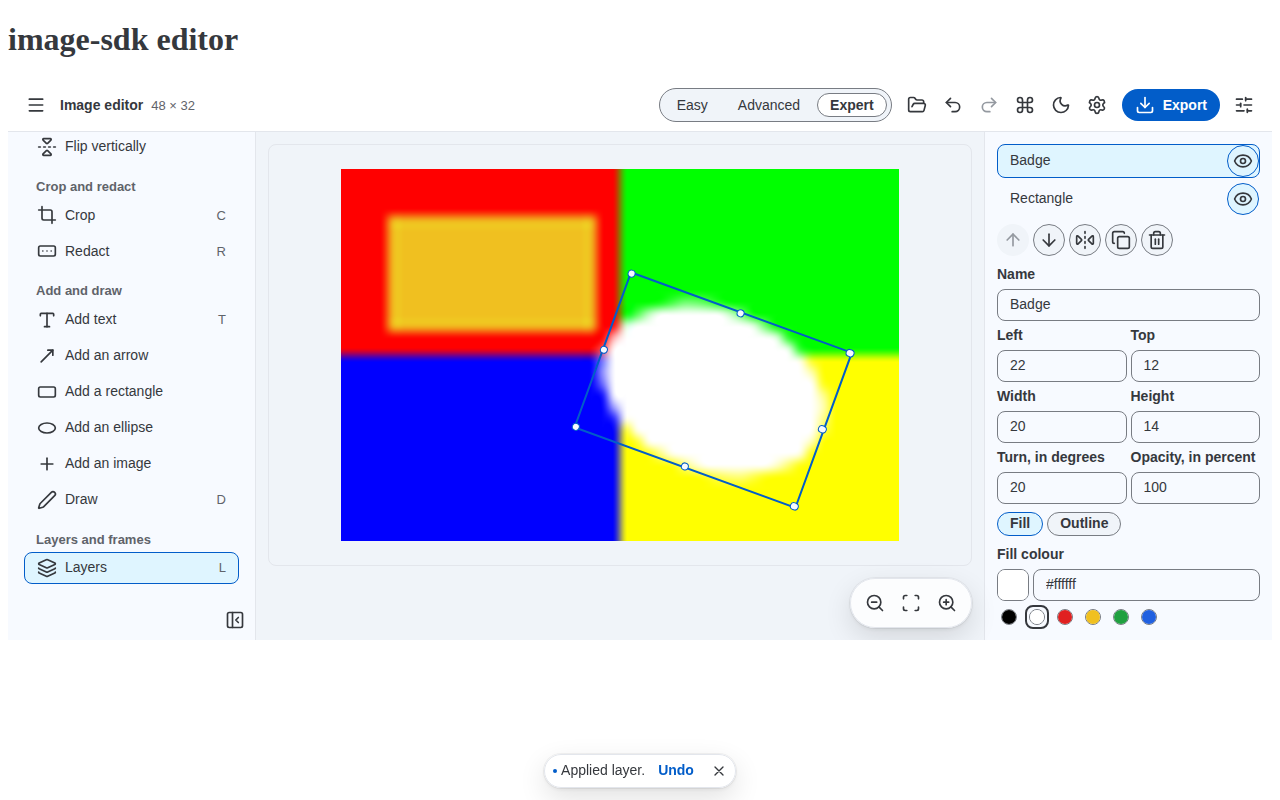 image-sdk editor
Image editor 48 × 32
Easy Advanced Expert
Export
Flip vertically
Crop and redact
Crop C
Redact R
Add and draw
Add text T
Add an arrow
Add a rectangle
Add an ellipse
Add an image
Draw D
Layers and frames
Layers L
Badge
Rectangle
Name
Badge
Left Top
22 12
Width Height
20 14
Turn, in degrees Opacity, in percent
20 100
Fill Outline
Fill colour
#ffffff
Applied layer. Undo